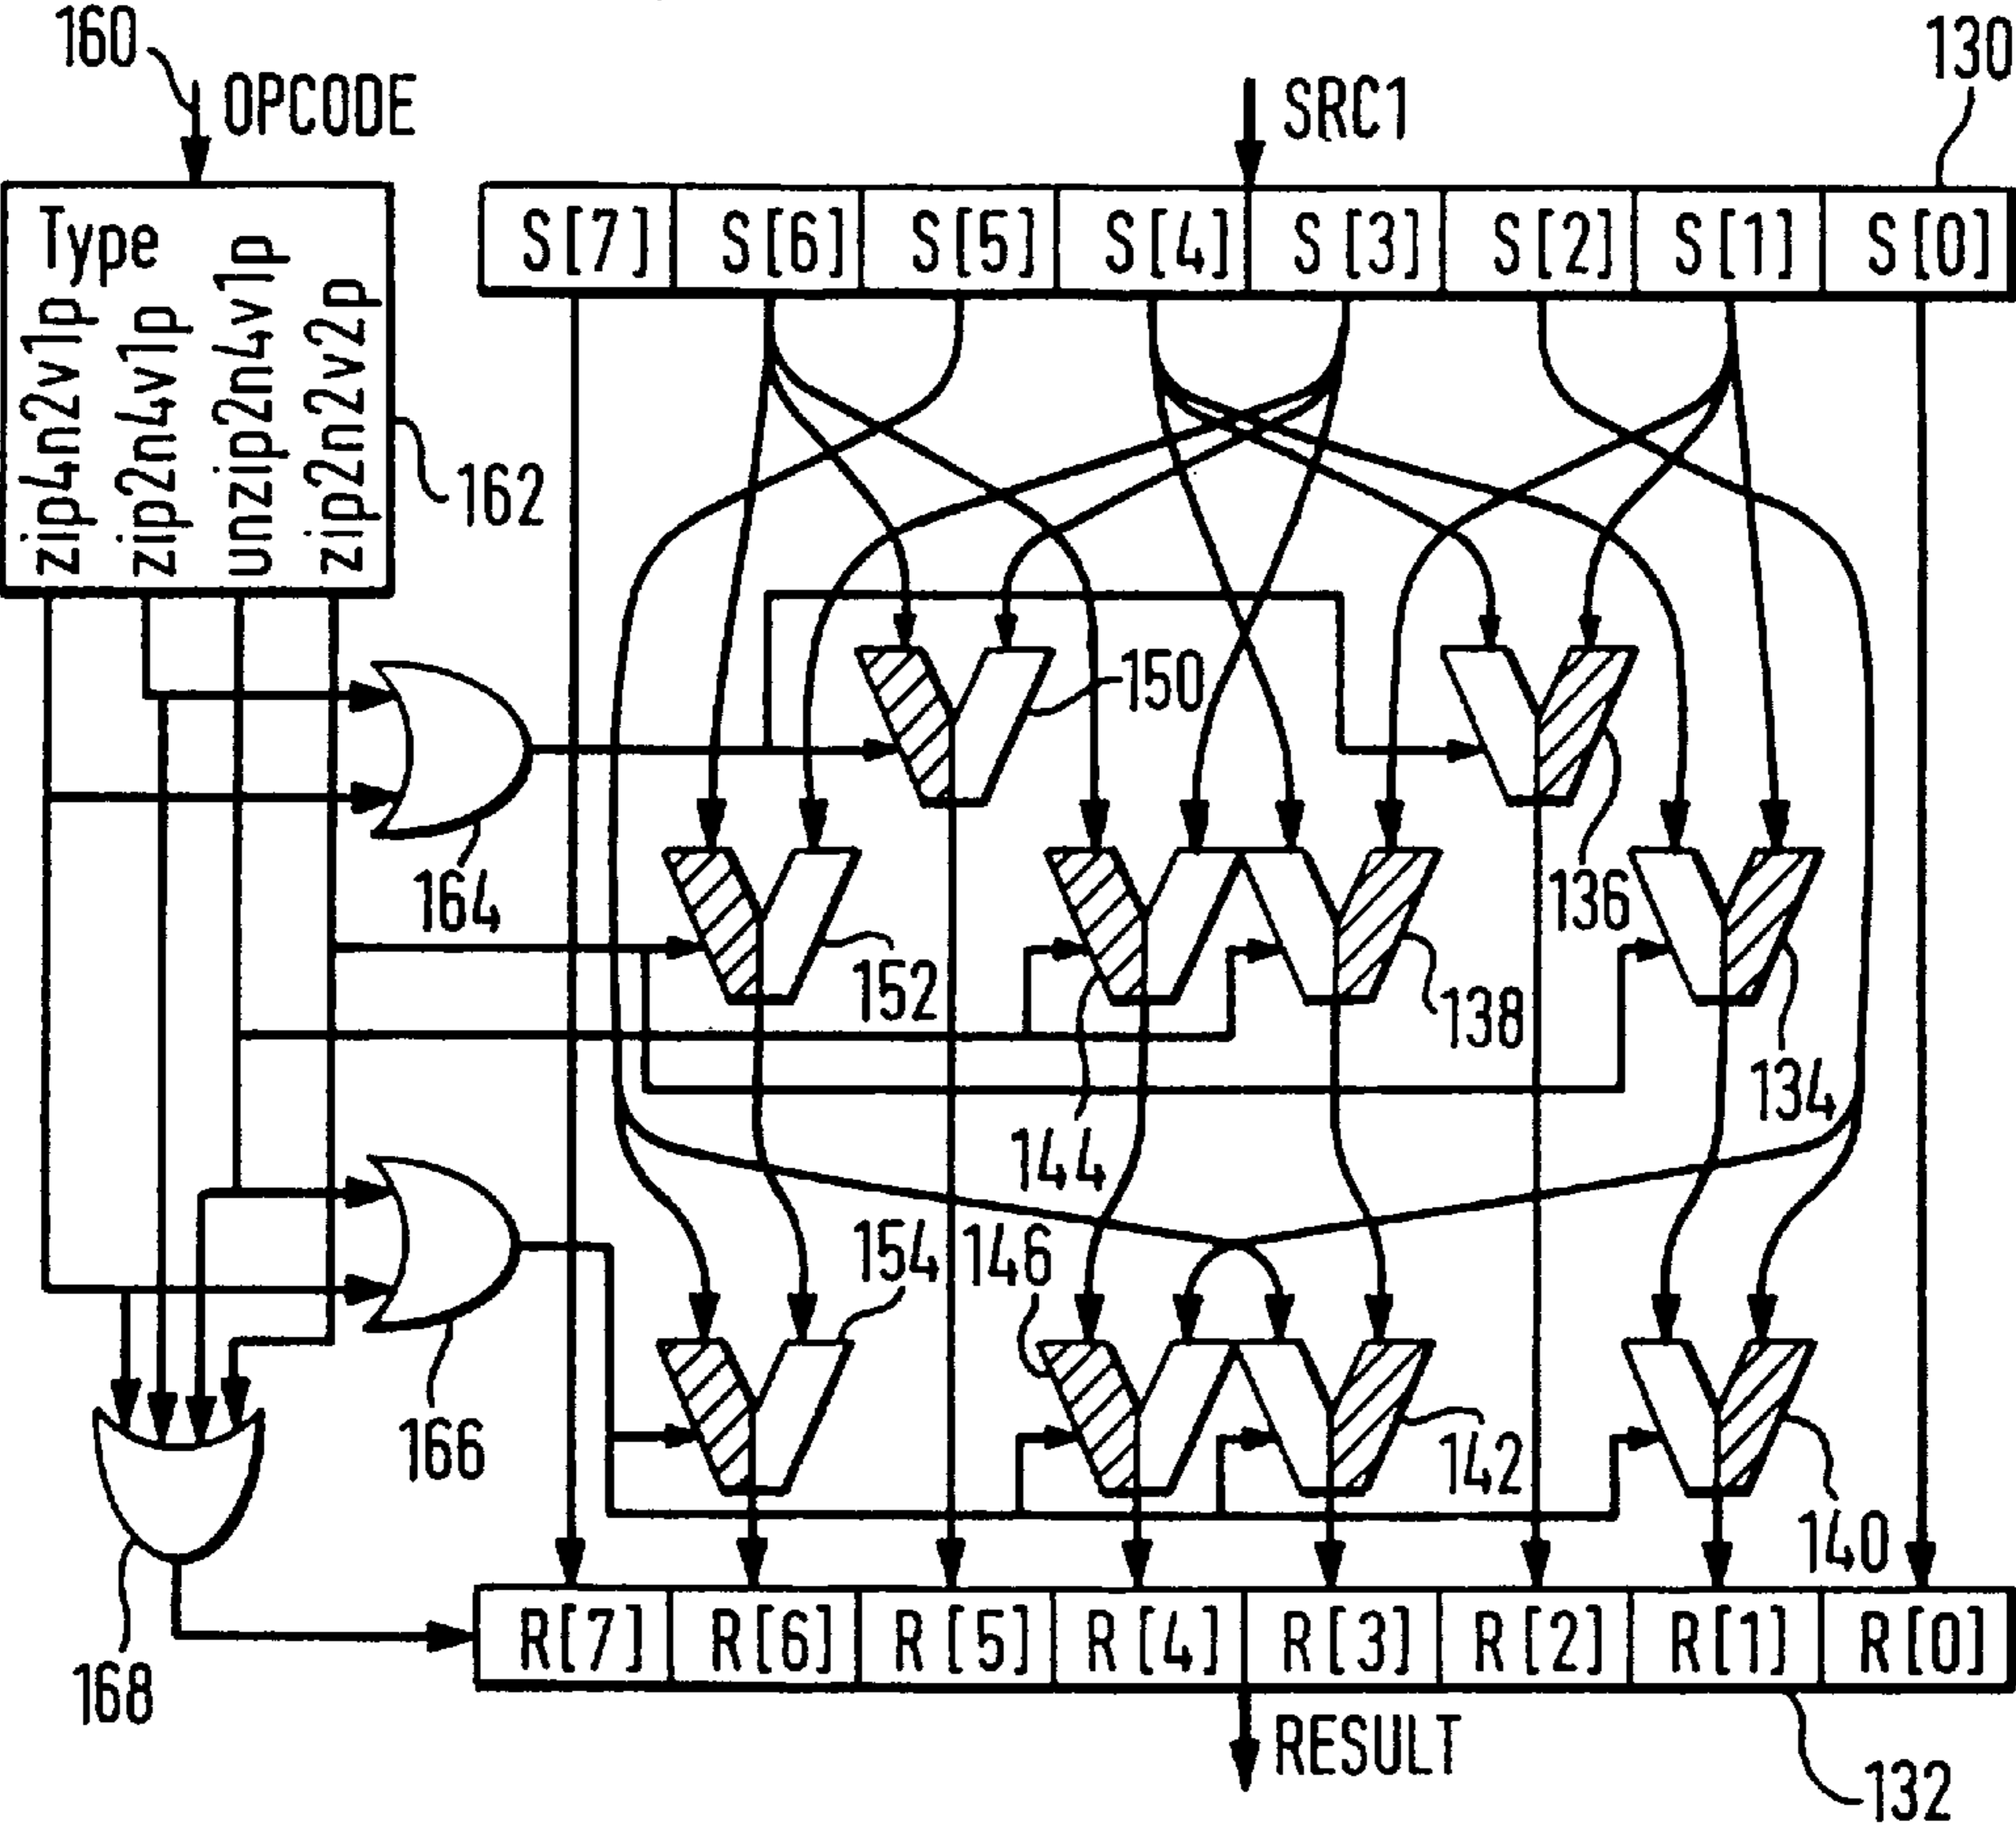 160
OPCODE
SRC1
130
Type
zip4n2v1p
zip2n4v1p
unzip2n4v1p
zip2n2v2p
162
S[7] S[6] S[5] S[4] S[3] S[2] S[1] S[0]
150
136
164
152
138
134
144
154
146
166
142
140
168
R[7] R[6] R[5] R[4] R[3] R[2] R[1] R[0]
RESULT
132